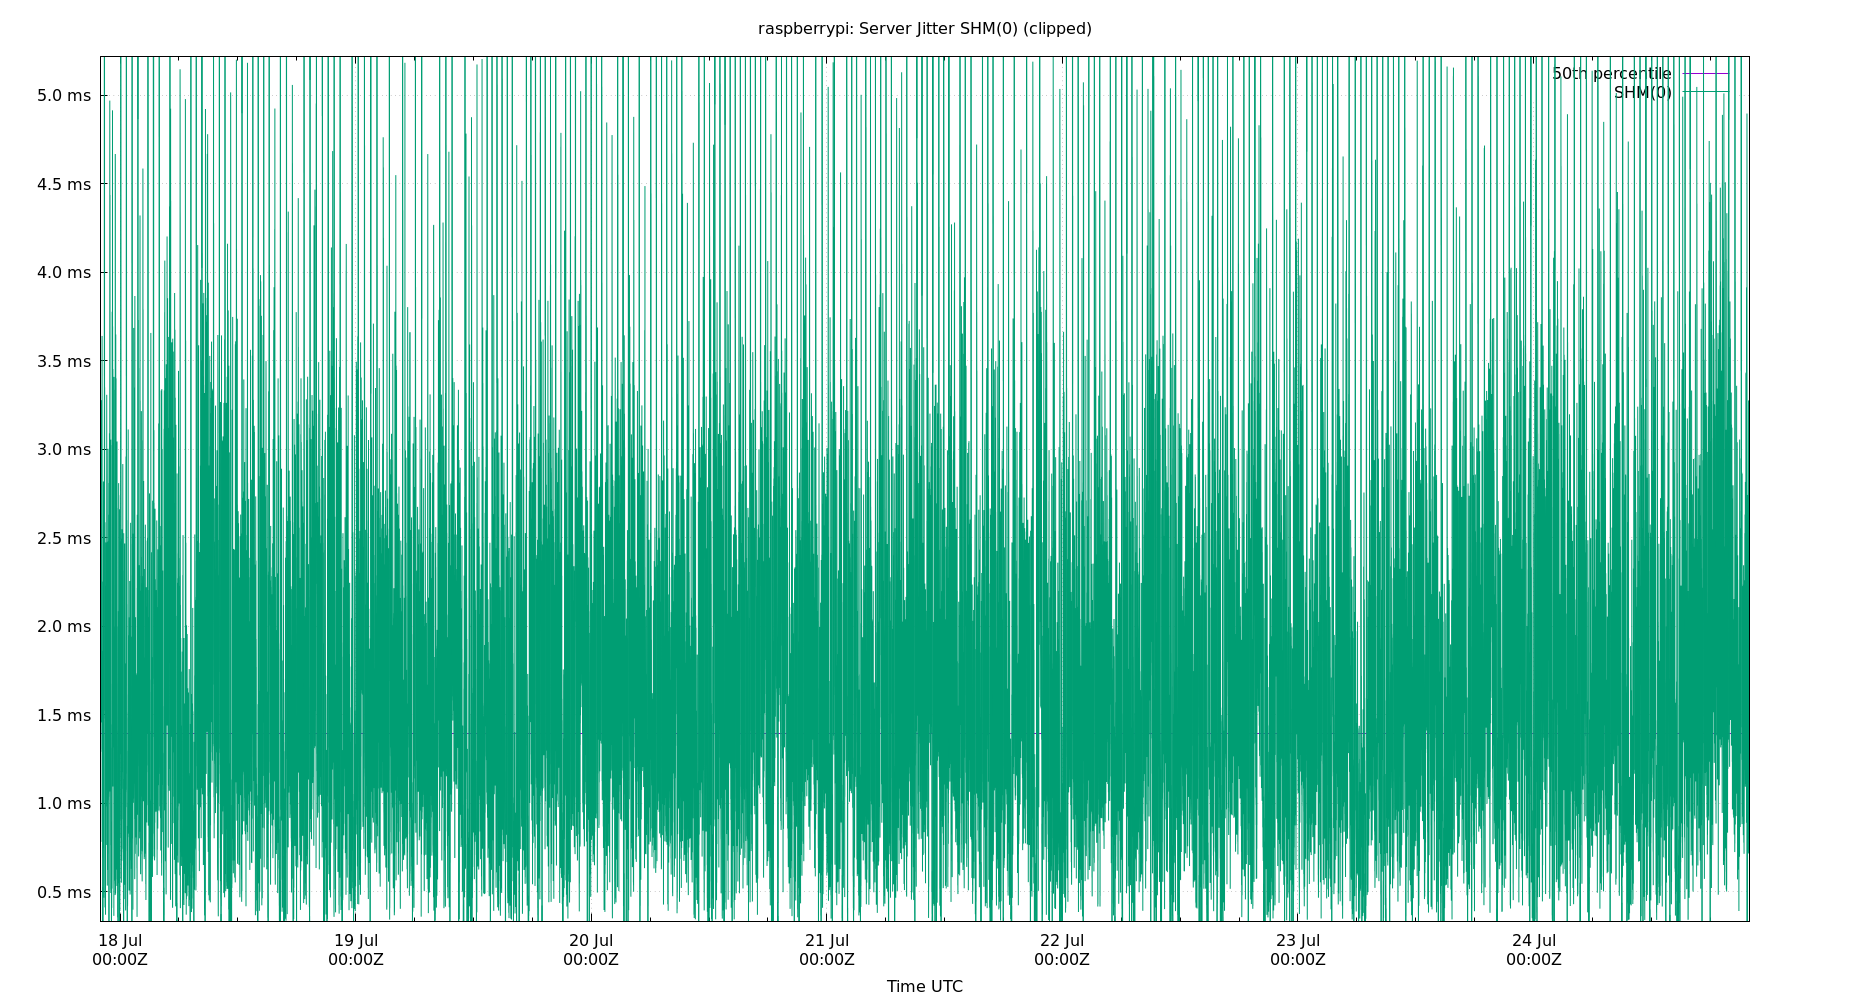 raspberrypi: Server Jitter SHM(0) (clipped)
50th percentile
SHM(0)
5.0 ms
4.5 ms
4.0 ms
3.5 ms
3.0 ms
2.5 ms
2.0 ms
1.5 ms
1.0 ms
0.5 ms
18 Jul 19 Jul 20 Jul 21 Jul 22 Jul 23 Jul 24 Jul
00:00Z 00:00Z 00:00Z 00:00Z 00:00Z 00:00Z 00:00Z
Time UTC